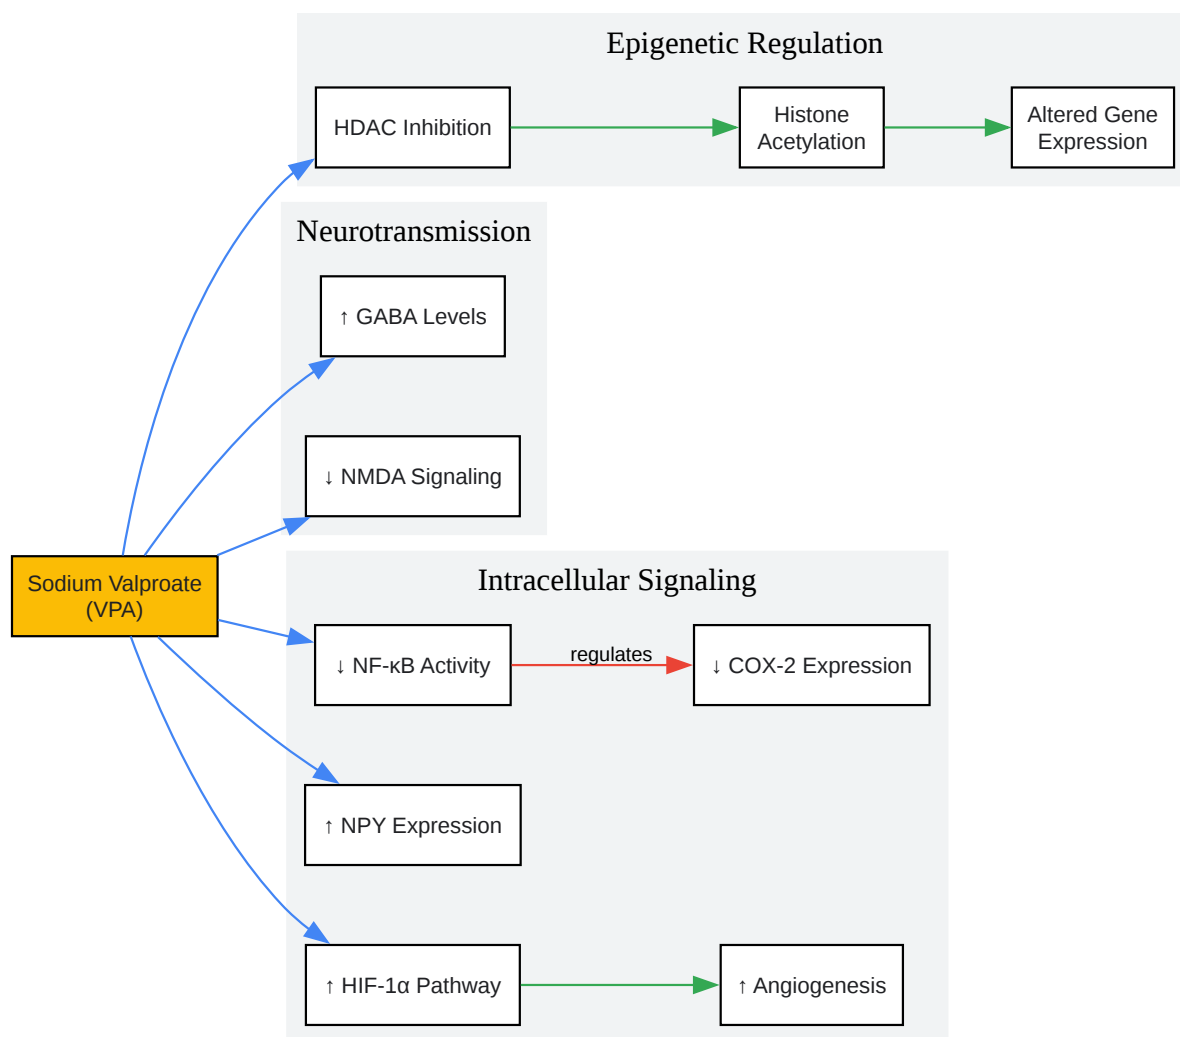 Epigenetic Regulation
HDAC Inhibition
Histone
Acetylation
Altered Gene
Expression
Neurotransmission
↑ GABA Levels
↓ NMDA Signaling
Sodium Valproate
(VPA)
Intracellular Signaling
↓ NF-κB Activity
regulates
↓ COX-2 Expression
↑ NPY Expression
↑ HIF-1α Pathway
↑ Angiogenesis